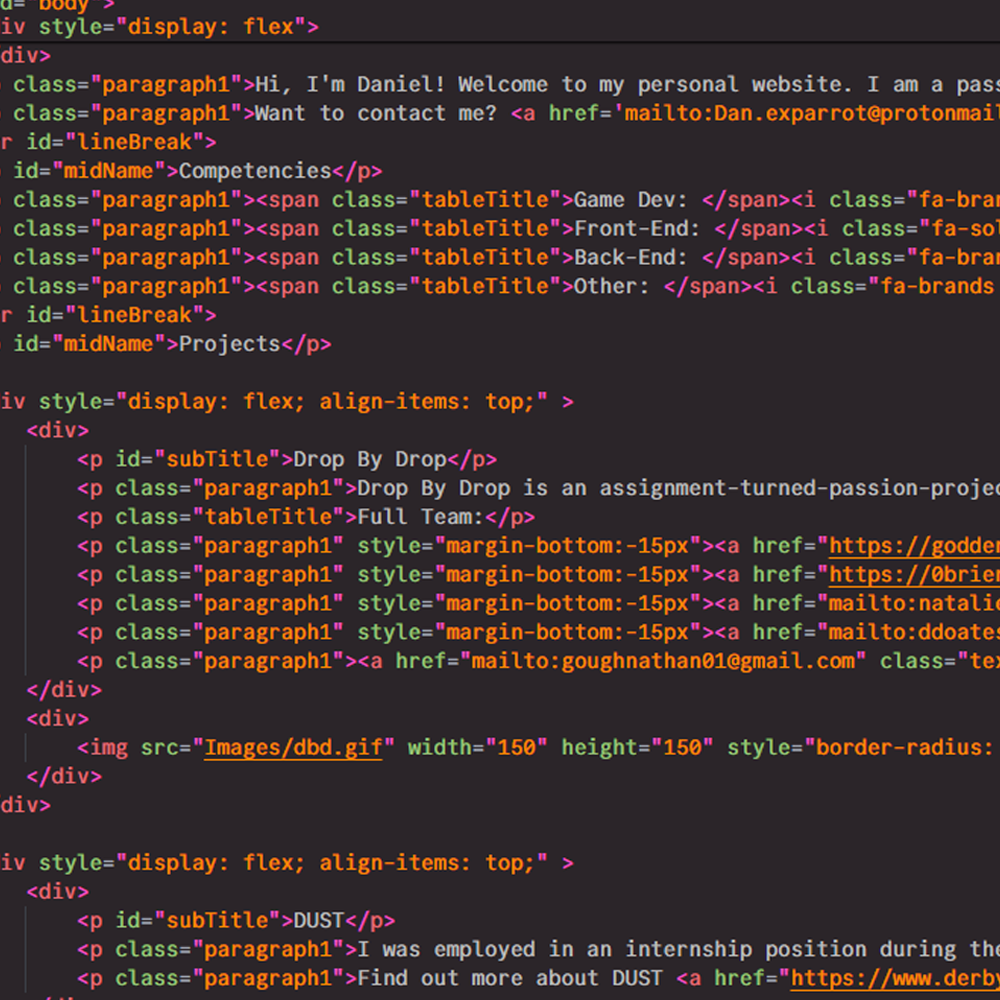 d="body">
iv style="display: flex">
div>
class="paragraph1">Hi, I'm Daniel! Welcome to my personal website. I am a pass
class="paragraph1">Want to contact me? <a href='mailto:Dan.exparrot@protonmail
r id="lineBreak">
id="midName">Competencies</p>
class="paragraph1"><span class="tableTitle">Game Dev: </span><i class="fa-bran
class="paragraph1"><span class="tableTitle">Front-End: </span><i class="fa-sol
class="paragraph1"><span class="tableTitle">Back-End: </span><i class="fa-bran
class="paragraph1"><span class="tableTitle">Other: </span><i class="fa-brands
r id="lineBreak">
id="midName">Projects</p>
iv style="display: flex; align-items: top;" >
<div>
<p id="subTitle">Drop By Drop</p>
<p class="paragraph1">Drop By Drop is an assignment-turned-passion-projec
<p class="tableTitle">Full Team:</p>
<p class="paragraph1" style="margin-bottom:-15px"><a href="https://godder
<p class="paragraph1" style="margin-bottom:-15px"><a href="https://0brier
<p class="paragraph1" style="margin-bottom:-15px"><a href="mailto:natalie
<p class="paragraph1" style="margin-bottom:-15px"><a href="mailto:ddoates
<p class="paragraph1"><a href="mailto:goughnathan01@gmail.com" class="tex
</div>
<div>
<img src="Images/dbd.gif" width="150" height="150" style="border-radius:
</div>
div>
iv style="display: flex; align-items: top;" >
<div>
<p id="subTitle">DUST</p>
<p class="paragraph1">I was employed in an internship position during the
<p class="paragraph1">Find out more about DUST <a href="https://www.derby